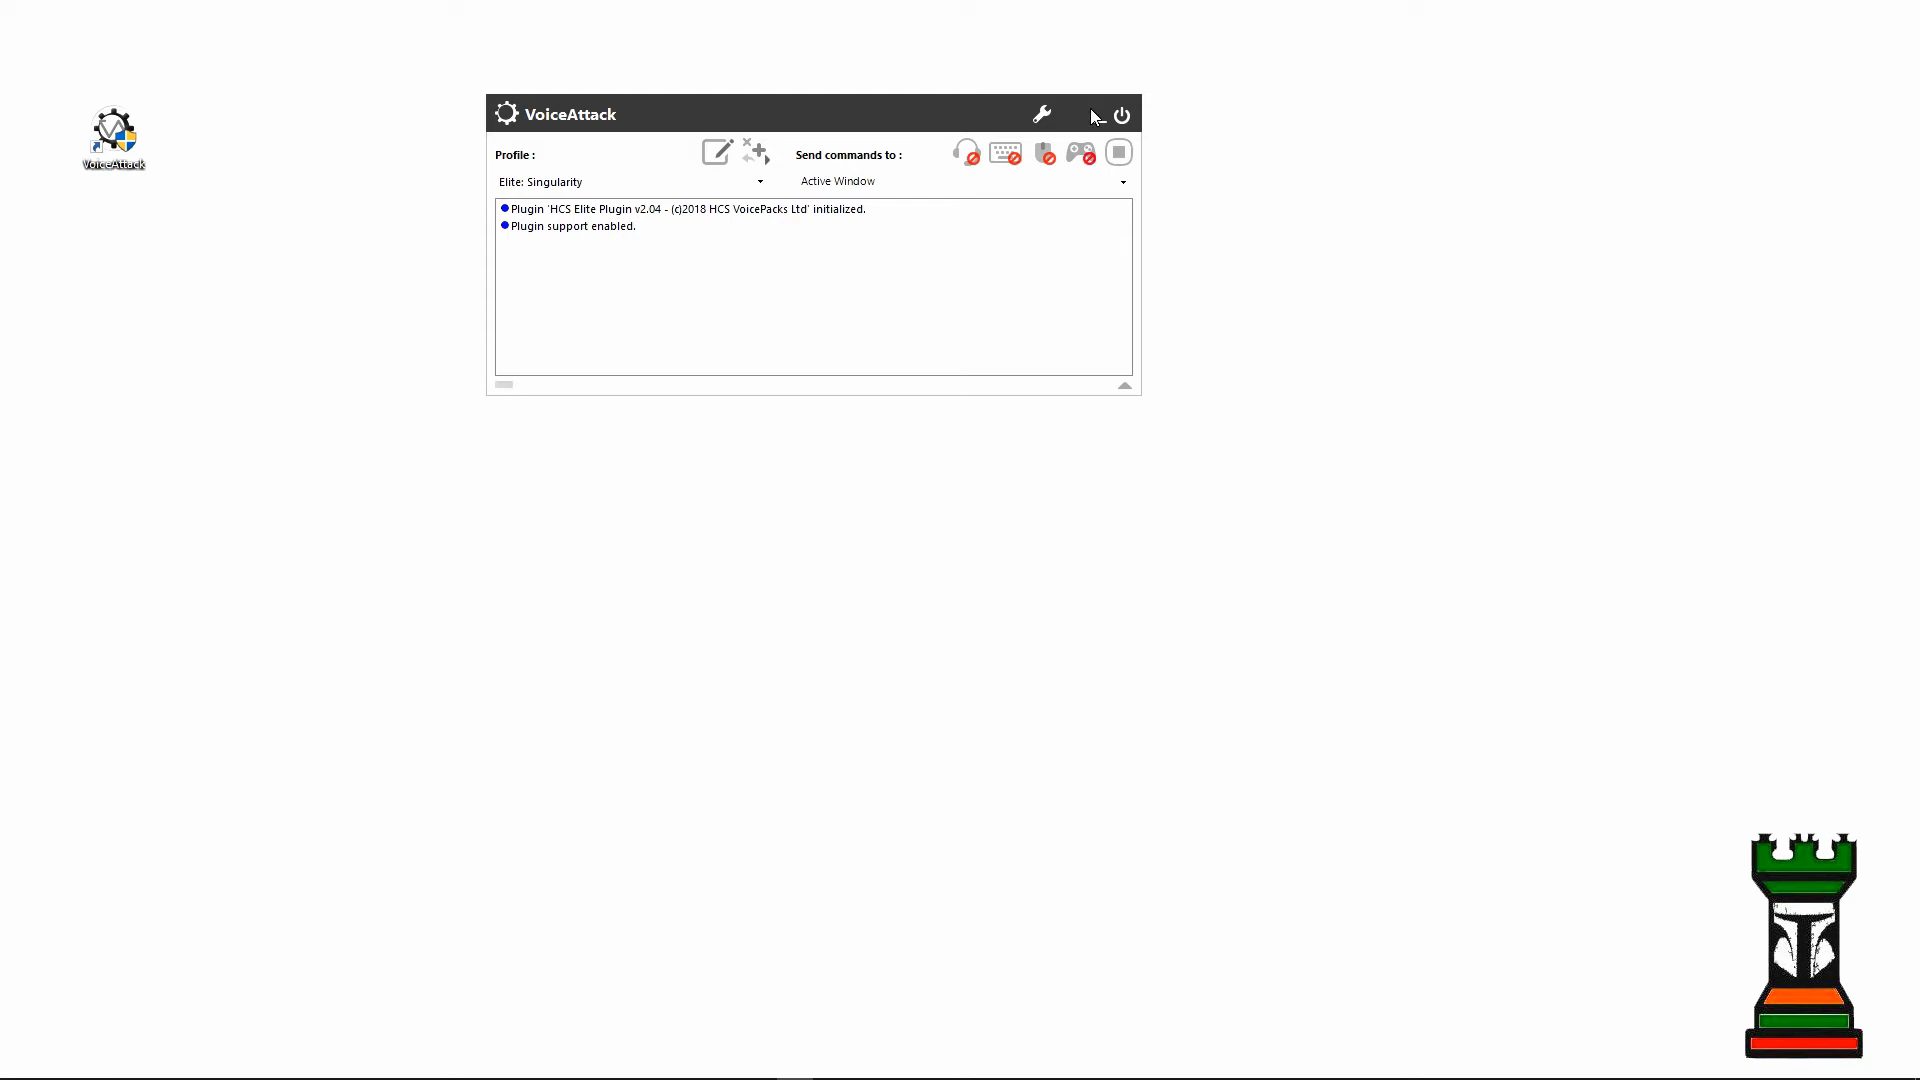 VoiceAttack
VoiceAttack
Profile :
Send commands to :
Elite: Singularity
Active Window
Plugin 'HCS Elite Plugin v2.04 - (c)2018 HCS VoicePacks Ltd' initialized.
Plugin support enabled.